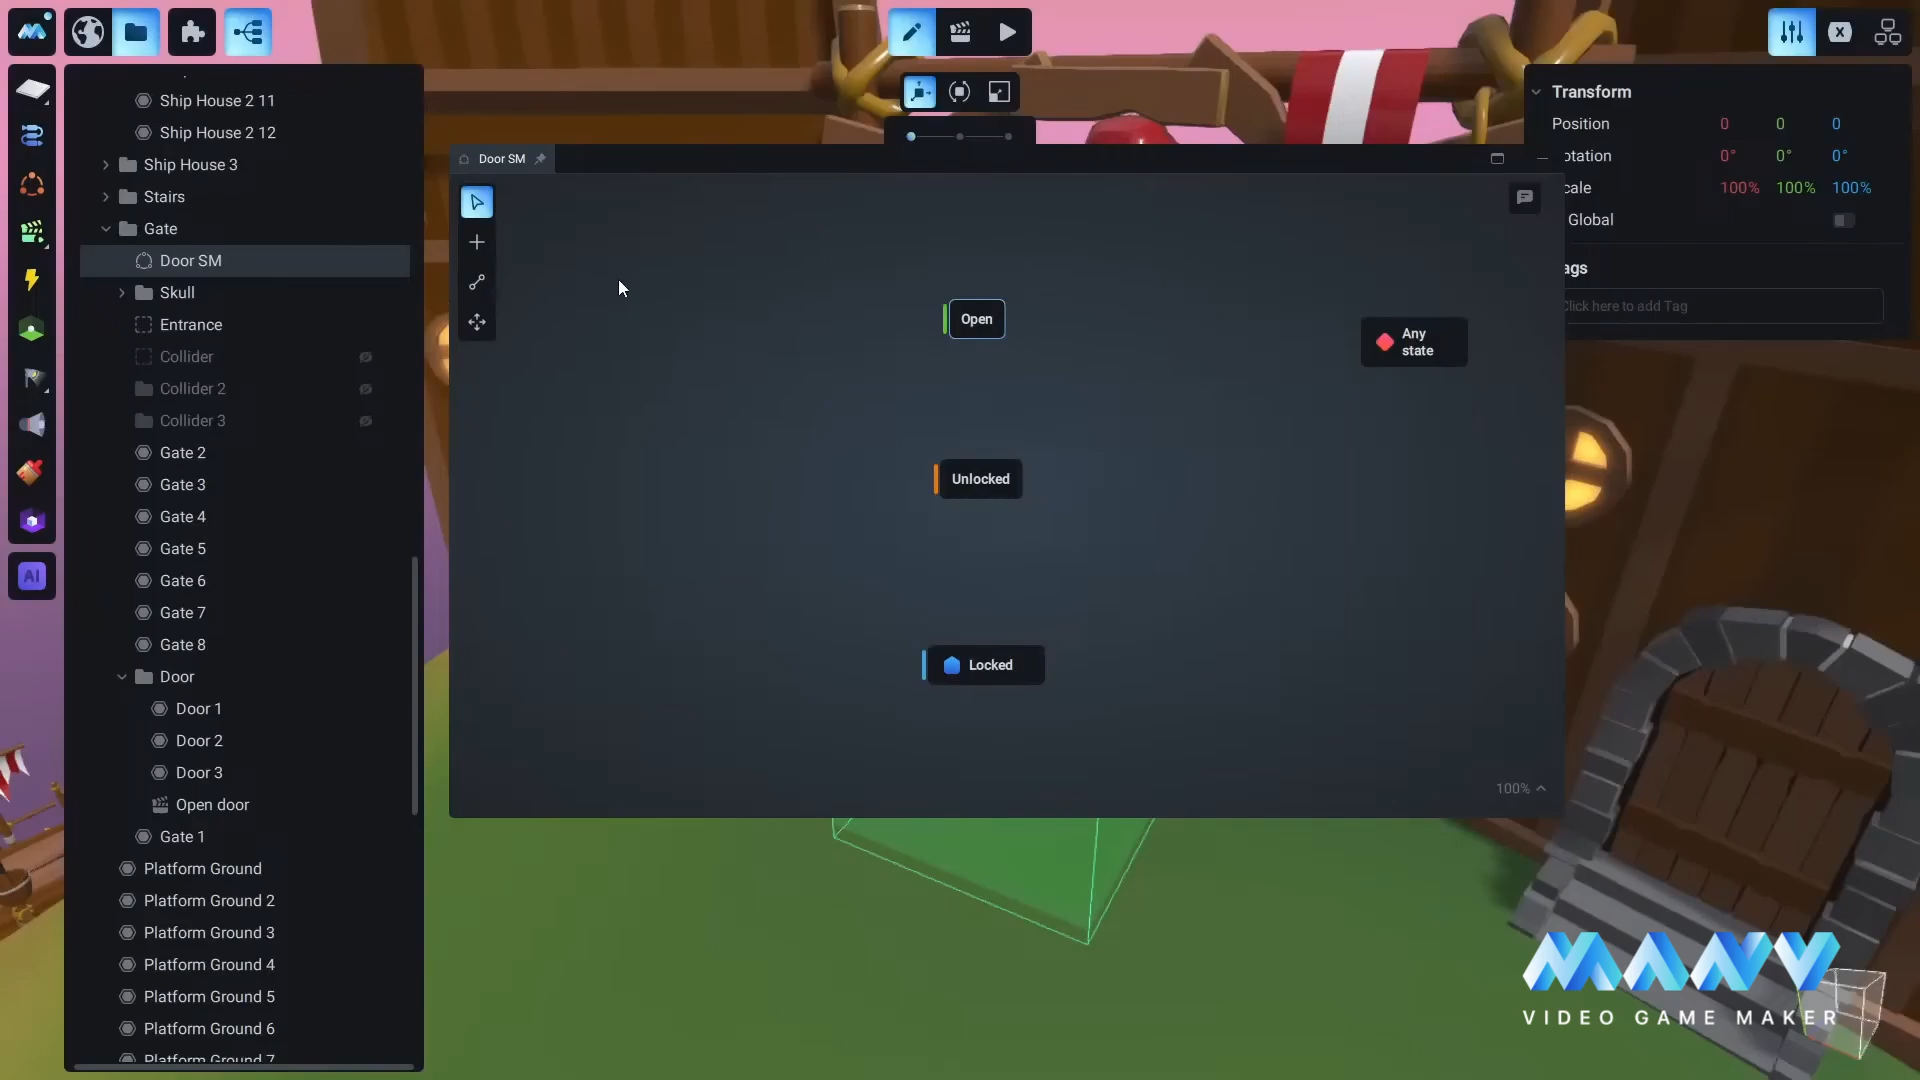 Ship House 2 11
Ship House 2 12
Ship House 3
Stairs
Gate
Door SM
Skull
Entrance
Collider
Collider 2
Collider 3
Gate 2
Gate 3
Gate 4
Gate 5
Gate 6
Gate 7
Gate 8
Door
Door 1
Door 2
Door 3
Open door
Gate 1
Platform Ground
Platform Ground 2
Platform Ground 3
Platform Ground 4
Platform Ground 5
Platform Ground 6
Platform Ground 7
AI
Door SM
Open
Any
state
Unlocked
Locked
100%
Transform
Position 0 0 0
otation 0° 0° 0°
cale 100% 100% 100%
Global
ags
Click here to add Tag
MANU
VIDEO GAME MAKER